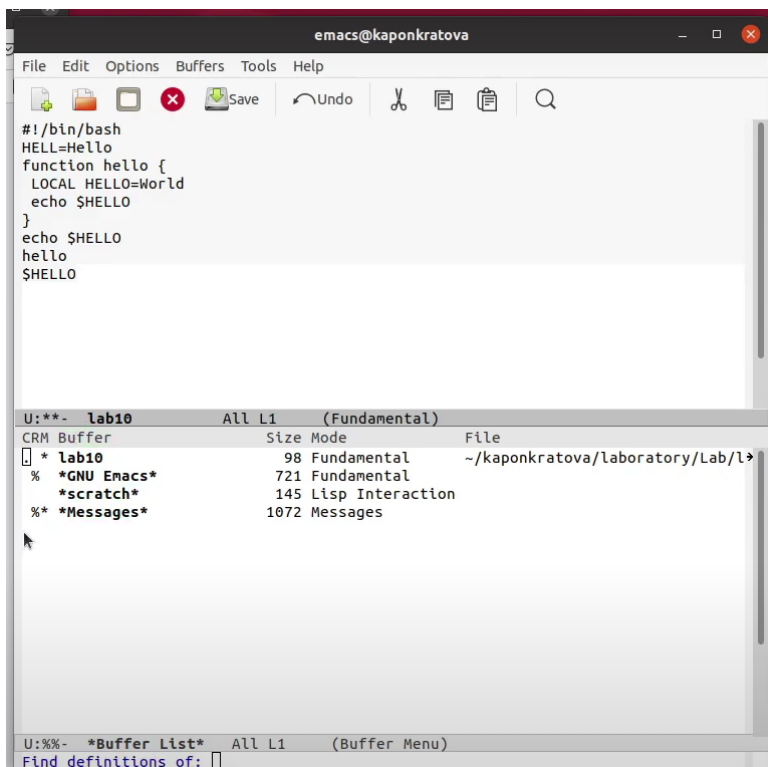 emacs@kaponkratova
File Edit Options Buffers Tools Help
Save Undo
#!/bin/bash
HELL=Hello
function hello {
 LOCAL HELLO=World
 echo $HELLO
}
echo $HELLO
hello
$HELLO
U:**-  lab10          All L1     (Fundamental)
CRM Buffer                 Size Mode             File
. * lab10                    98 Fundamental      ~/kaponkratova/laboratory/Lab/l
 %  *GNU Emacs*             721 Fundamental
    *scratch*               145 Lisp Interaction
 %* *Messages*             1072 Messages
U:%%-  *Buffer List*   All L1     (Buffer Menu)
Find definitions of: